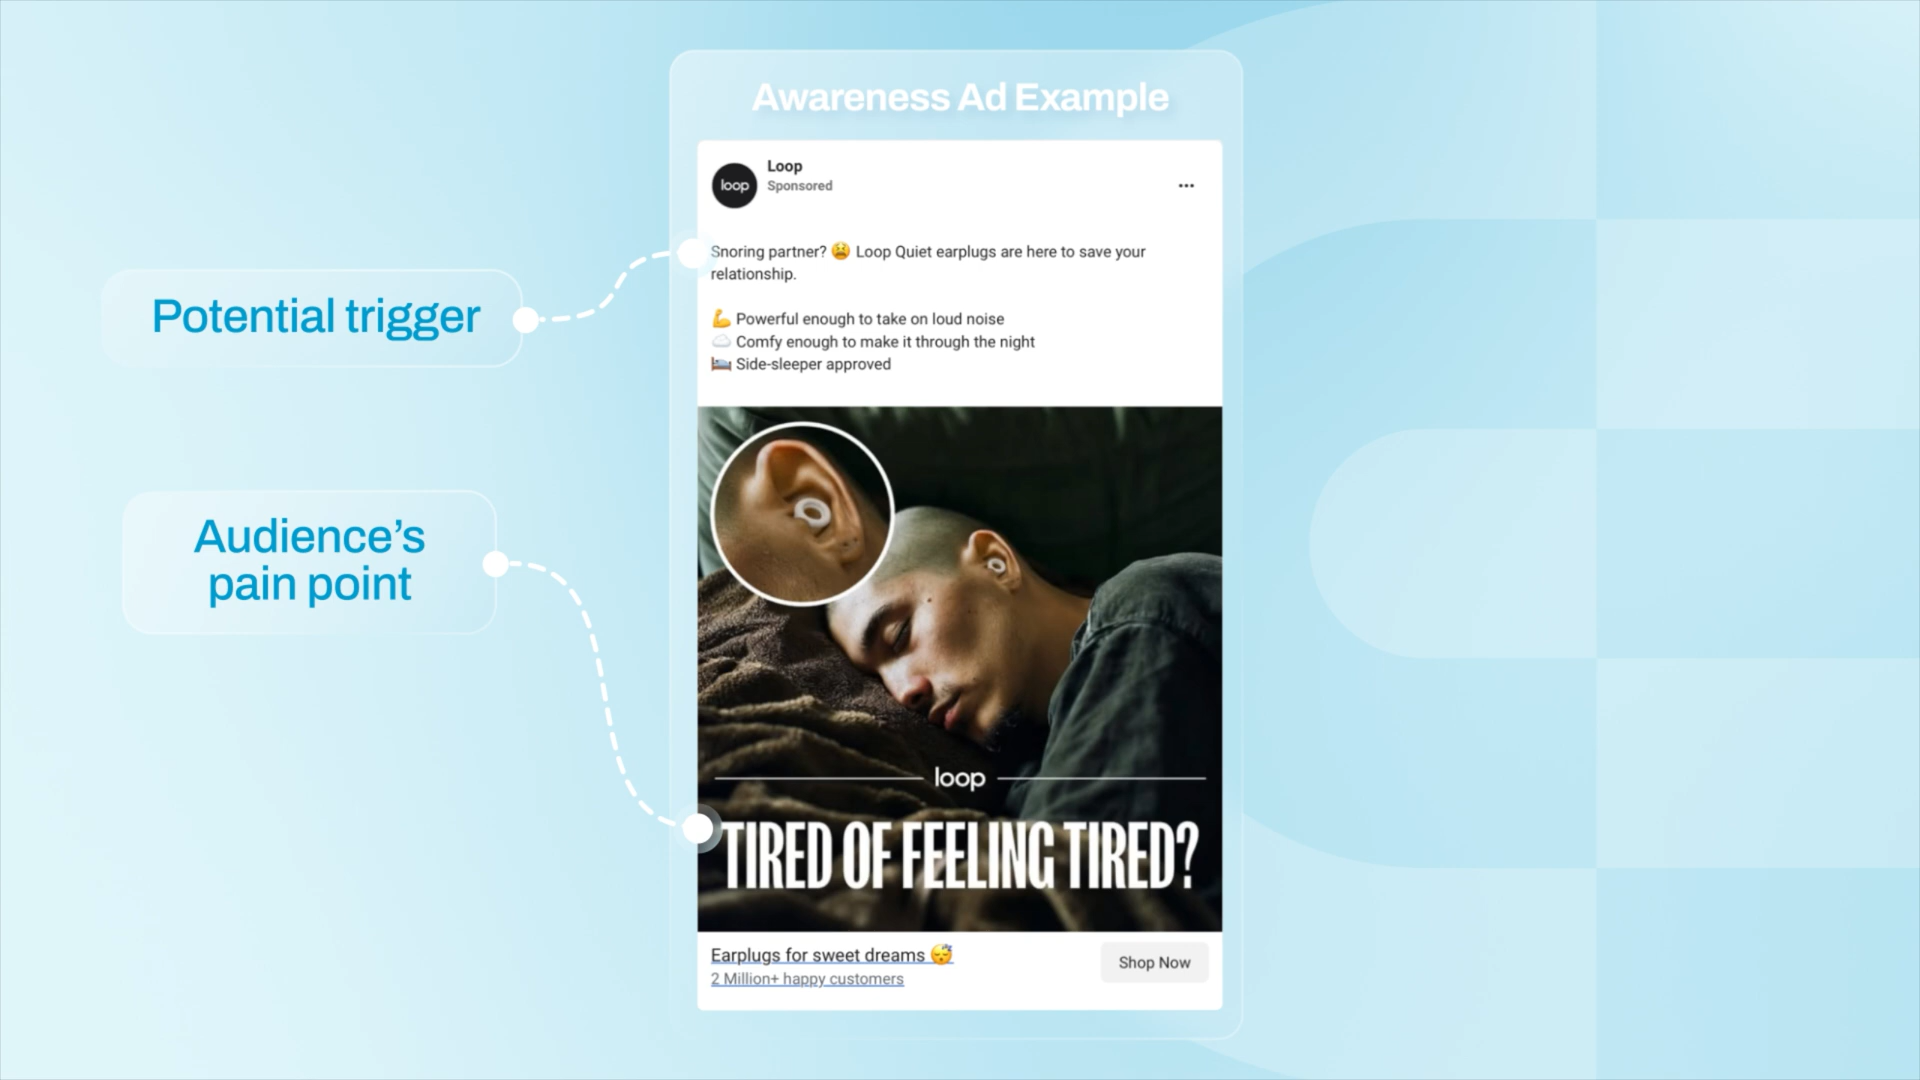 Awareness Ad Example
loop
Loop
Sponsored
Potential trigger
Snoring partner? 😫 Loop Quiet earplugs are here to save your
relationship.
💪 Powerful enough to take on loud noise
☁️ Comfy enough to make it through the night
🛌 Side-sleeper approved
Audience’s
pain point
loop
TIRED OF FEELING TIRED?
Earplugs for sweet dreams 😴
2 Million+ happy customers
Shop Now